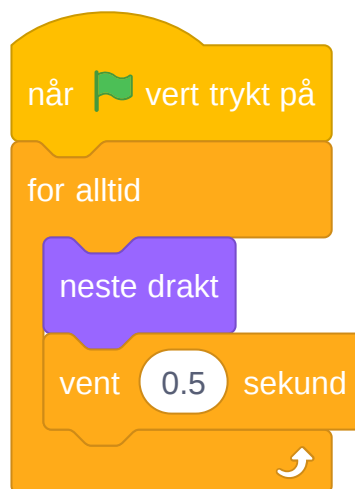 når vert trykt på
for alltid
neste drakt
vent 0.5 sekund